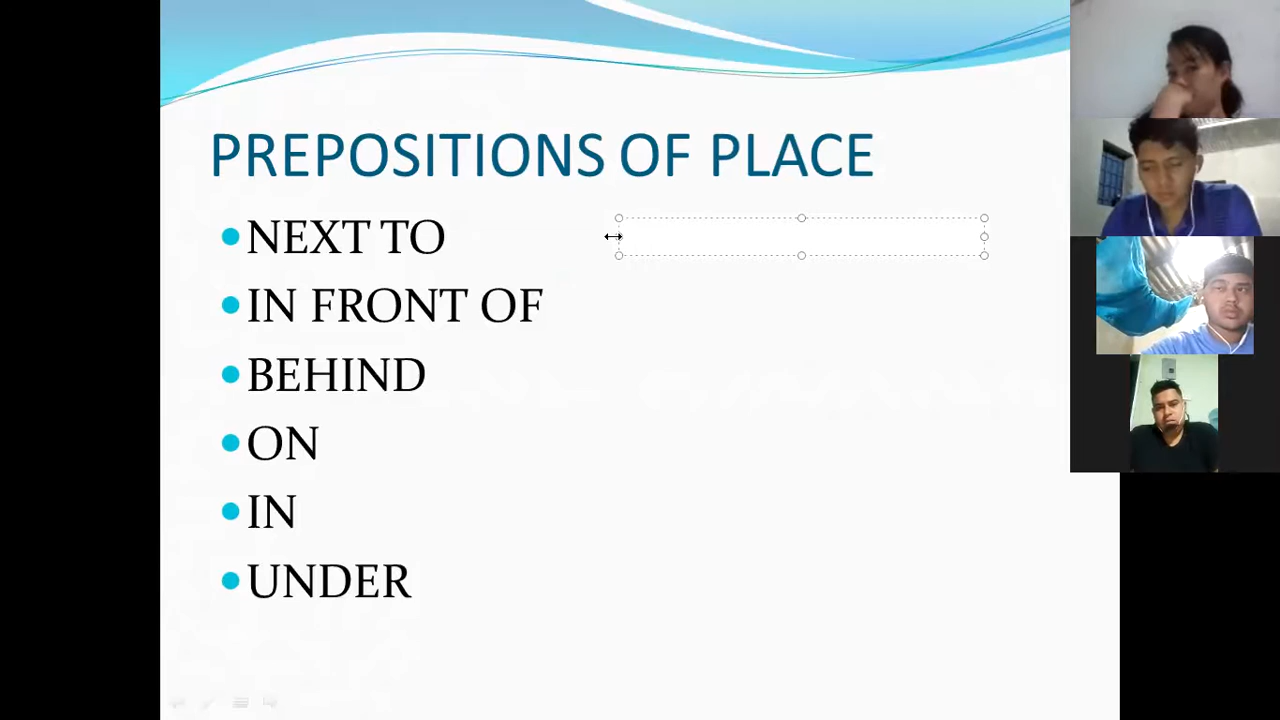 PREPOSITIONS OF PLACE
NEXT TO
IN FRONT OF
BEHIND
ON
IN
UNDER